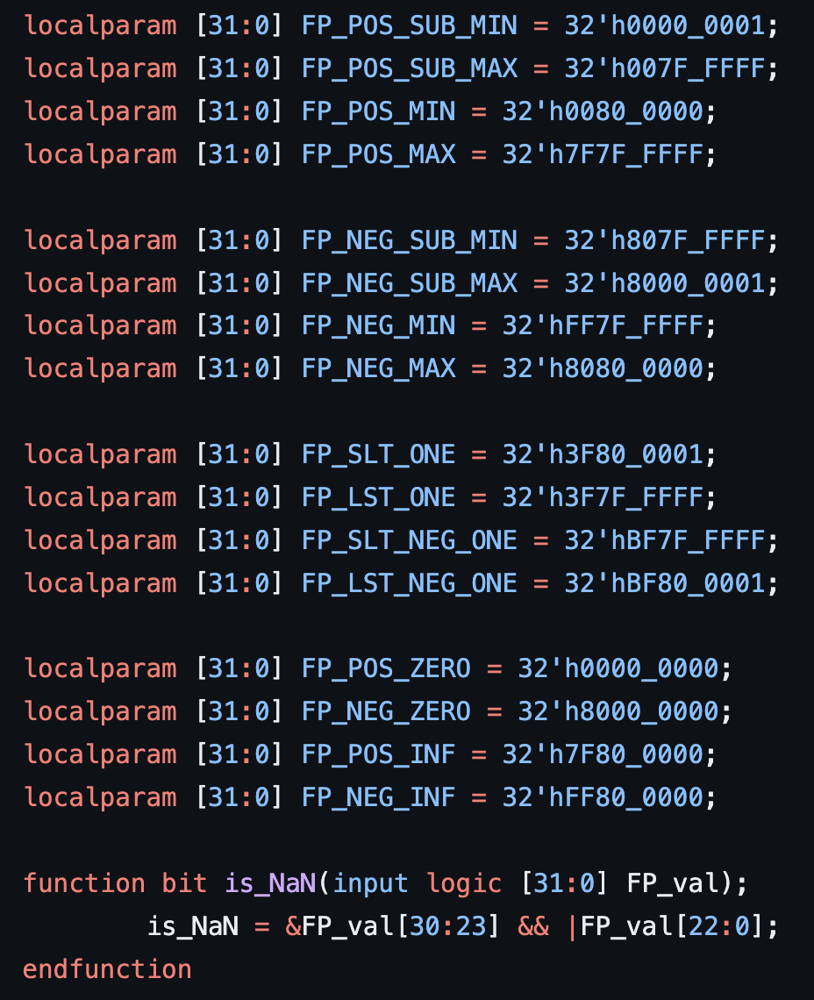 localparam [31:0] FP_POS_SUB_MIN = 32'h0000_0001;
localparam [31:0] FP_POS_SUB_MAX = 32'h007F_FFFF;
localparam [31:0] FP_POS_MIN = 32'h0080_0000;
localparam [31:0] FP_POS_MAX = 32'h7F7F_FFFF;
localparam [31:0] FP_NEG_SUB_MIN = 32'h807F_FFFF;
localparam [31:0] FP_NEG_SUB_MAX = 32'h8000_0001;
localparam [31:0] FP_NEG_MIN = 32'hFF7F_FFFF;
localparam [31:0] FP_NEG_MAX = 32'h8080_0000;
localparam [31:0] FP_SLT_ONE = 32'h3F80_0001;
localparam [31:0] FP_LST_ONE = 32'h3F7F_FFFF;
localparam [31:0] FP_SLT_NEG_ONE = 32'hBF7F_FFFF;
localparam [31:0] FP_LST_NEG_ONE = 32'hBF80_0001;
localparam [31:0] FP_POS_ZERO = 32'h0000_0000;
localparam [31:0] FP_NEG_ZERO = 32'h8000_0000;
localparam [31:0] FP_POS_INF = 32'h7F80_0000;
localparam [31:0] FP_NEG_INF = 32'hFF80_0000;
function bit is_NaN(input logic [31:0] FP_val);
is_NaN = &FP_val[30:23] && |FP_val[22:0];
endfunction